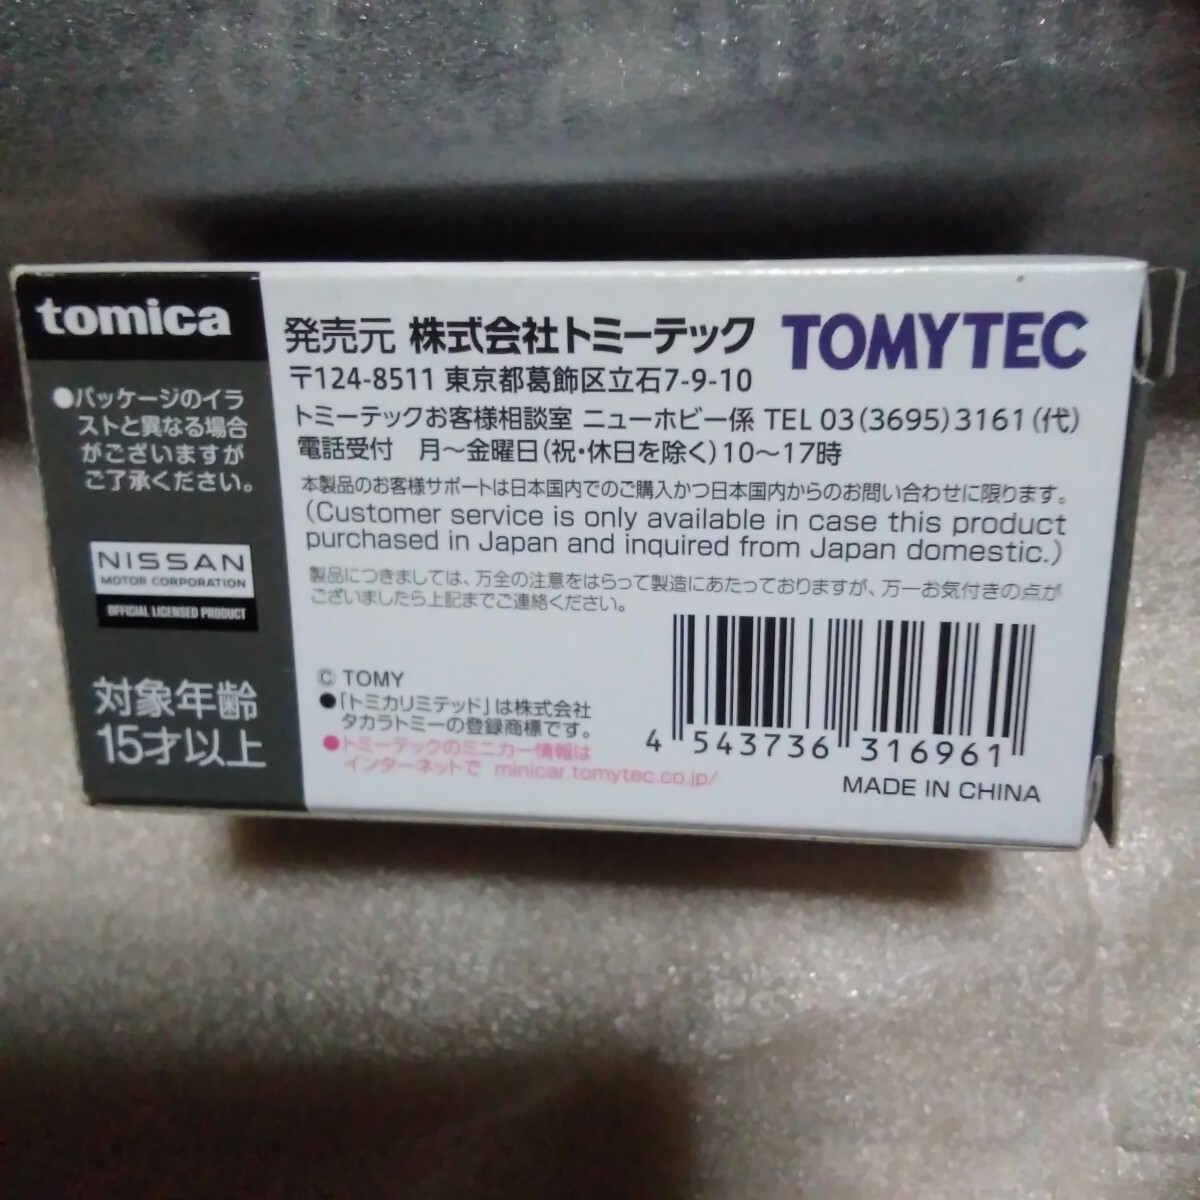 tomica
●パッケージのイラ
ストと異なる場合
がございますが
ご了承ください。
NISSAN
MOTOR CORPORATION
OFFICIAL LICENSED PRODUCT
対象年齢
15才以上
発売元 株式会社トミーテック TOMYTEC
〒124-8511 東京都葛飾区立石7-9-10
トミーテックお客様相談室 ニューホビー係 TEL 03(3695)3161(代)
電話受付 月～金曜日(祝・休日を除く)10～17時
本製品のお客様サポートは日本国内でのご購入かつ日本国内からのお問い合わせに限ります。
(Customer service is only available in case this product
purchased in Japan and inquired from Japan domestic.)
製品につきましては、万全の注意をはらって製造にあたっておりますが、万一お気付きの点が
ございましたら上記までご連絡ください。
© TOMY
●「トミカリミテッド」は株式会社
タカラトミーの登録商標です。
●トミーテックのミニカー情報は
インターネットで minicar.tomytec.co.jp/
4 543736 316961
MADE IN CHINA